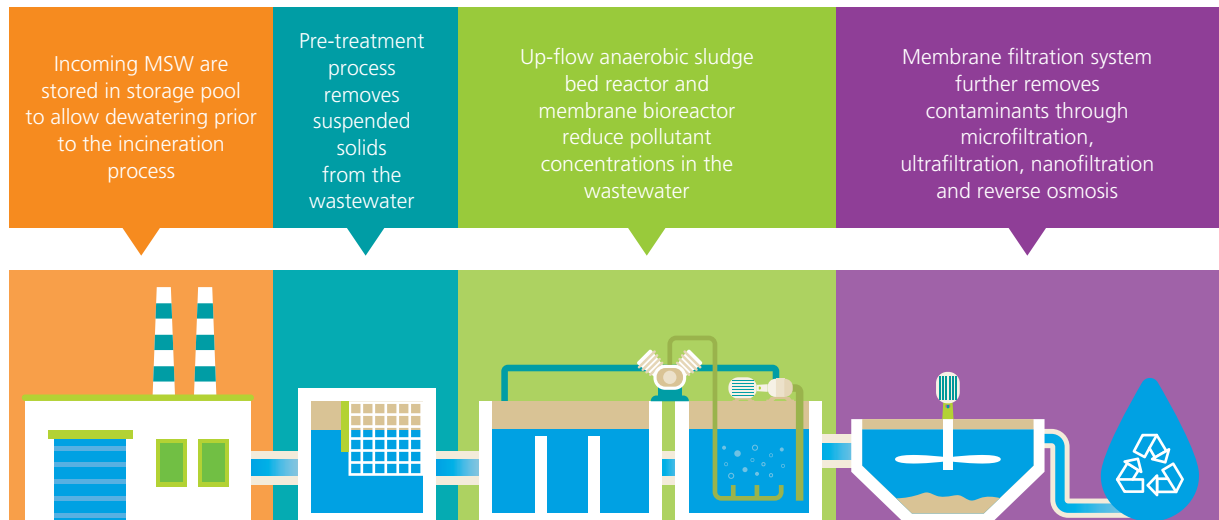 Incoming MSW are
stored in storage pool
to allow dewatering prior
to the incineration
process
Pre-treatment
process
removes
suspended
solids
from the
wastewater
Up-flow anaerobic sludge
bed reactor and
membrane bioreactor
reduce pollutant
concentrations in the
wastewater
Membrane filtration system
further removes
contaminants through
microfiltration,
ultrafiltration, nanofiltration
and reverse osmosis